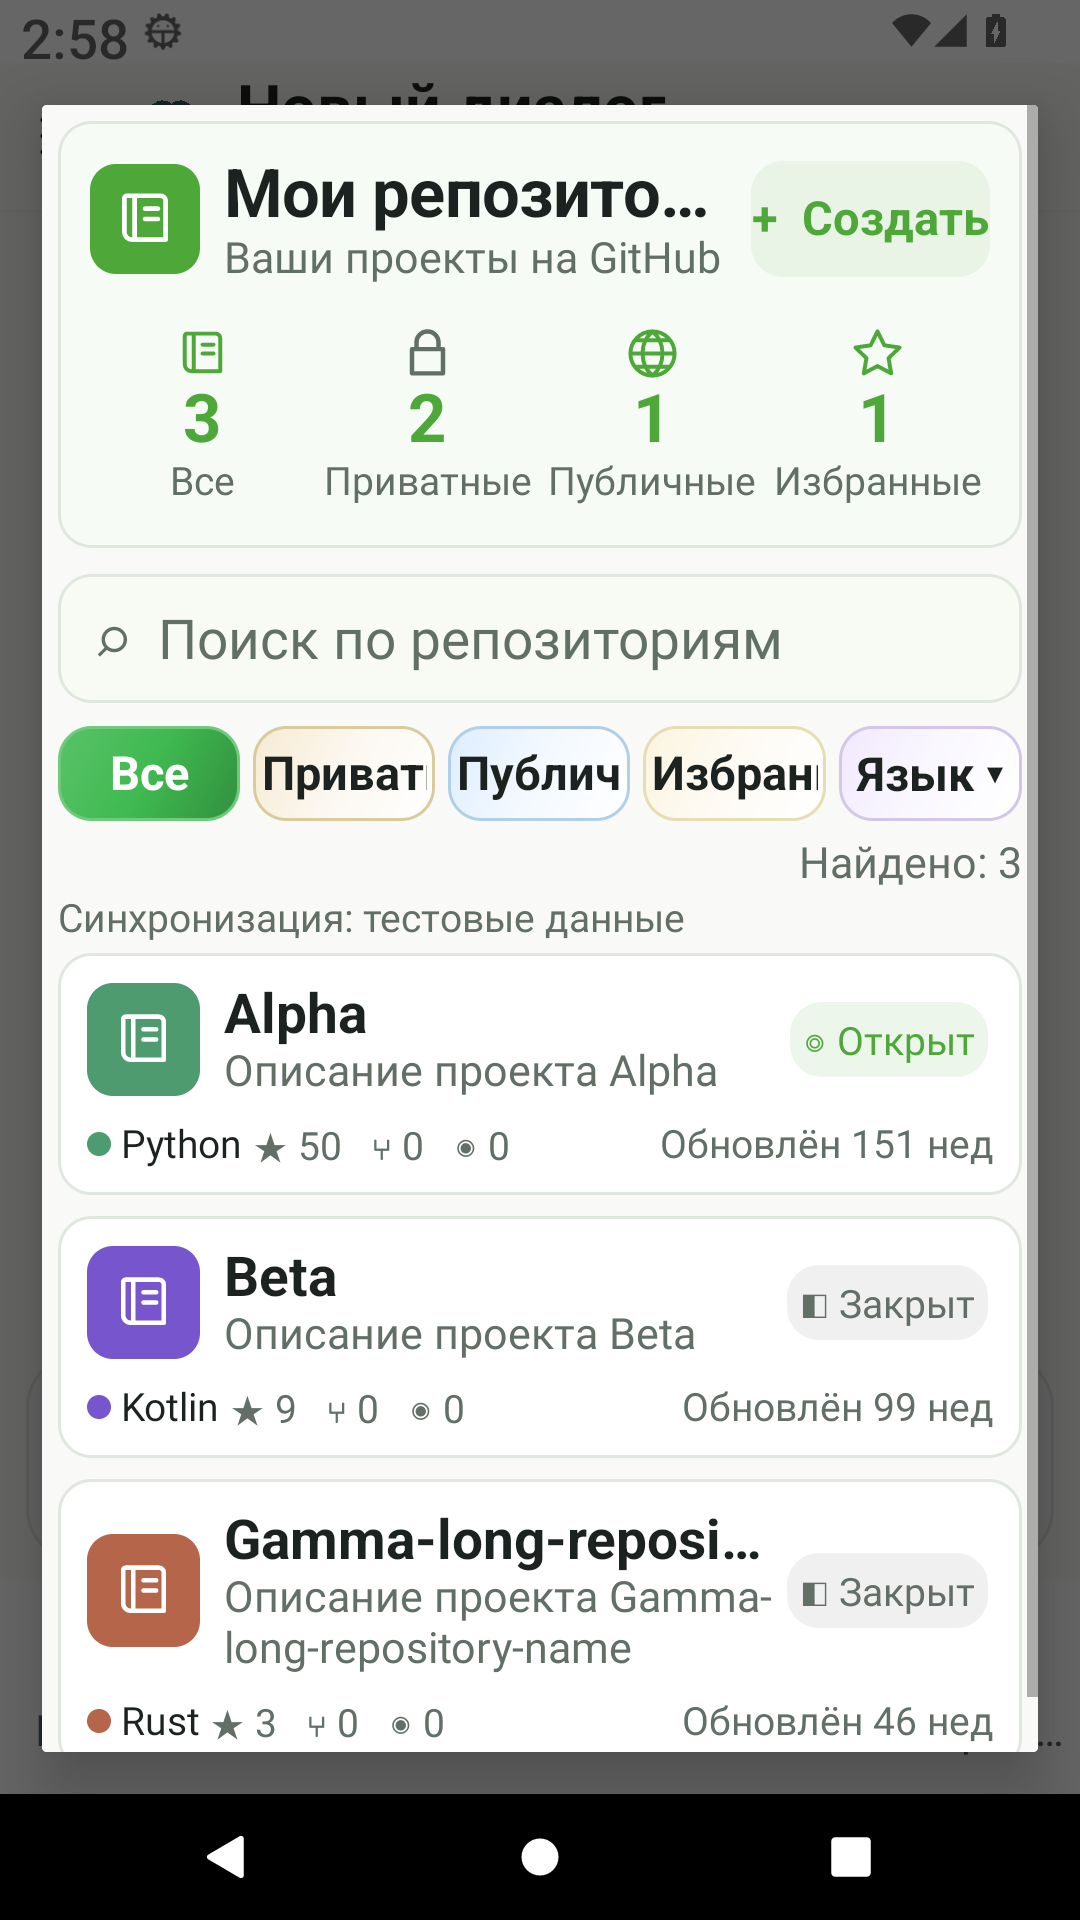 2:58
Новый диалог
Мои репозито...
Ваши проекты на GitHub
+ Создать
3
Все
2
Приватные
1
Публичные
1
Избранные
Поиск по репозиториям
Все
Приват
Публич
Избран
Язык ▾
Найдено: 3
Синхронизация: тестовые данные
Alpha
Описание проекта Alpha
Открыт
Python ★ 50 0 0
Обновлён 151 нед
Beta
Описание проекта Beta
Закрыт
Kotlin ★ 9 0 0
Обновлён 99 нед
Gamma-long-reposi...
Описание проекта Gamma-
long-repository-name
Закрыт
Rust ★ 3 0 0
Обновлён 46 нед